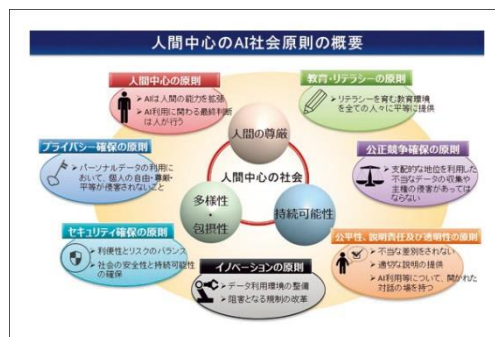 人間中心のAI社会原則の概要
人間中心の原則
AIは人間の能力を拡張
AI利用に関わる最終判断
は人が行う
教育・リテラシーの原則
リテラシーを育む教育環境
を全ての人々に平等に提供
プライバシー確保の原則
パーソナルデータの利用に
おいて、個人の自由・尊厳・
平等が侵害されないこと
人間の尊厳
人間中心の社会
多様性
・
包摂性
持続可能性
公正競争確保の原則
支配的な地位を利用した
不当なデータの収集や
主権の侵害があっては
ならない
セキュリティ確保の原則
利便性とリスクのバランス
社会の安全性と持続可能性
の確保
イノベーションの原則
データ利用環境の整備
阻害となる規制の改革
公平性、説明責任及び透明性の原則
不当な差別をされない
適切な説明の提供
AI利用等について、開かれた
対話の場を持つ